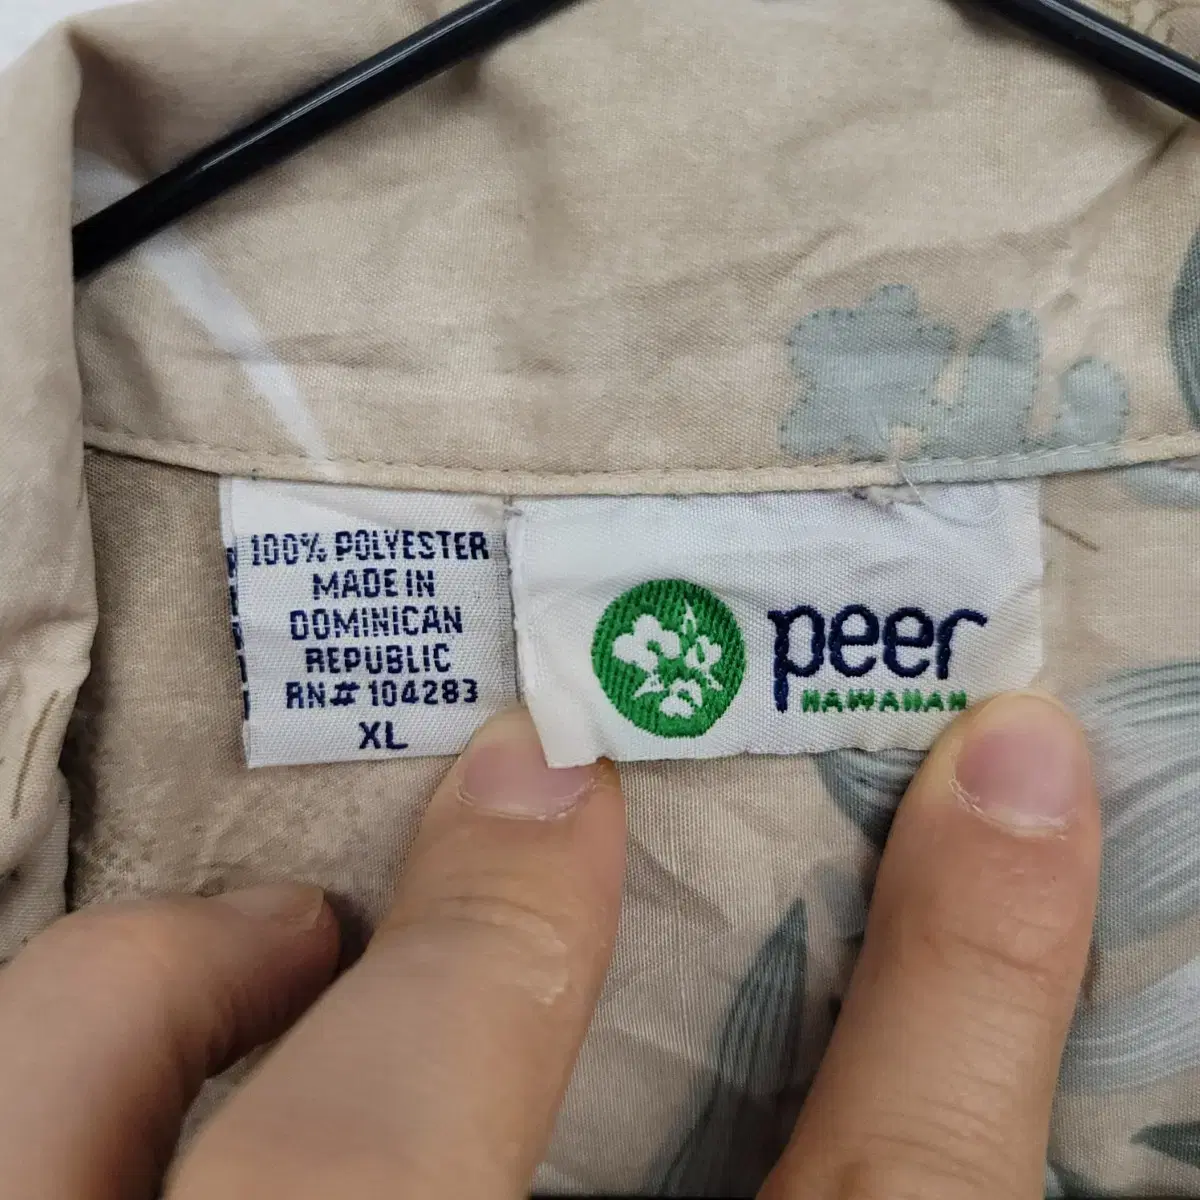 100% POLYESTER
MADE IN
DOMINICAN
REPUBLIC
RN# 104283
XL
peer
HAWAIIAN